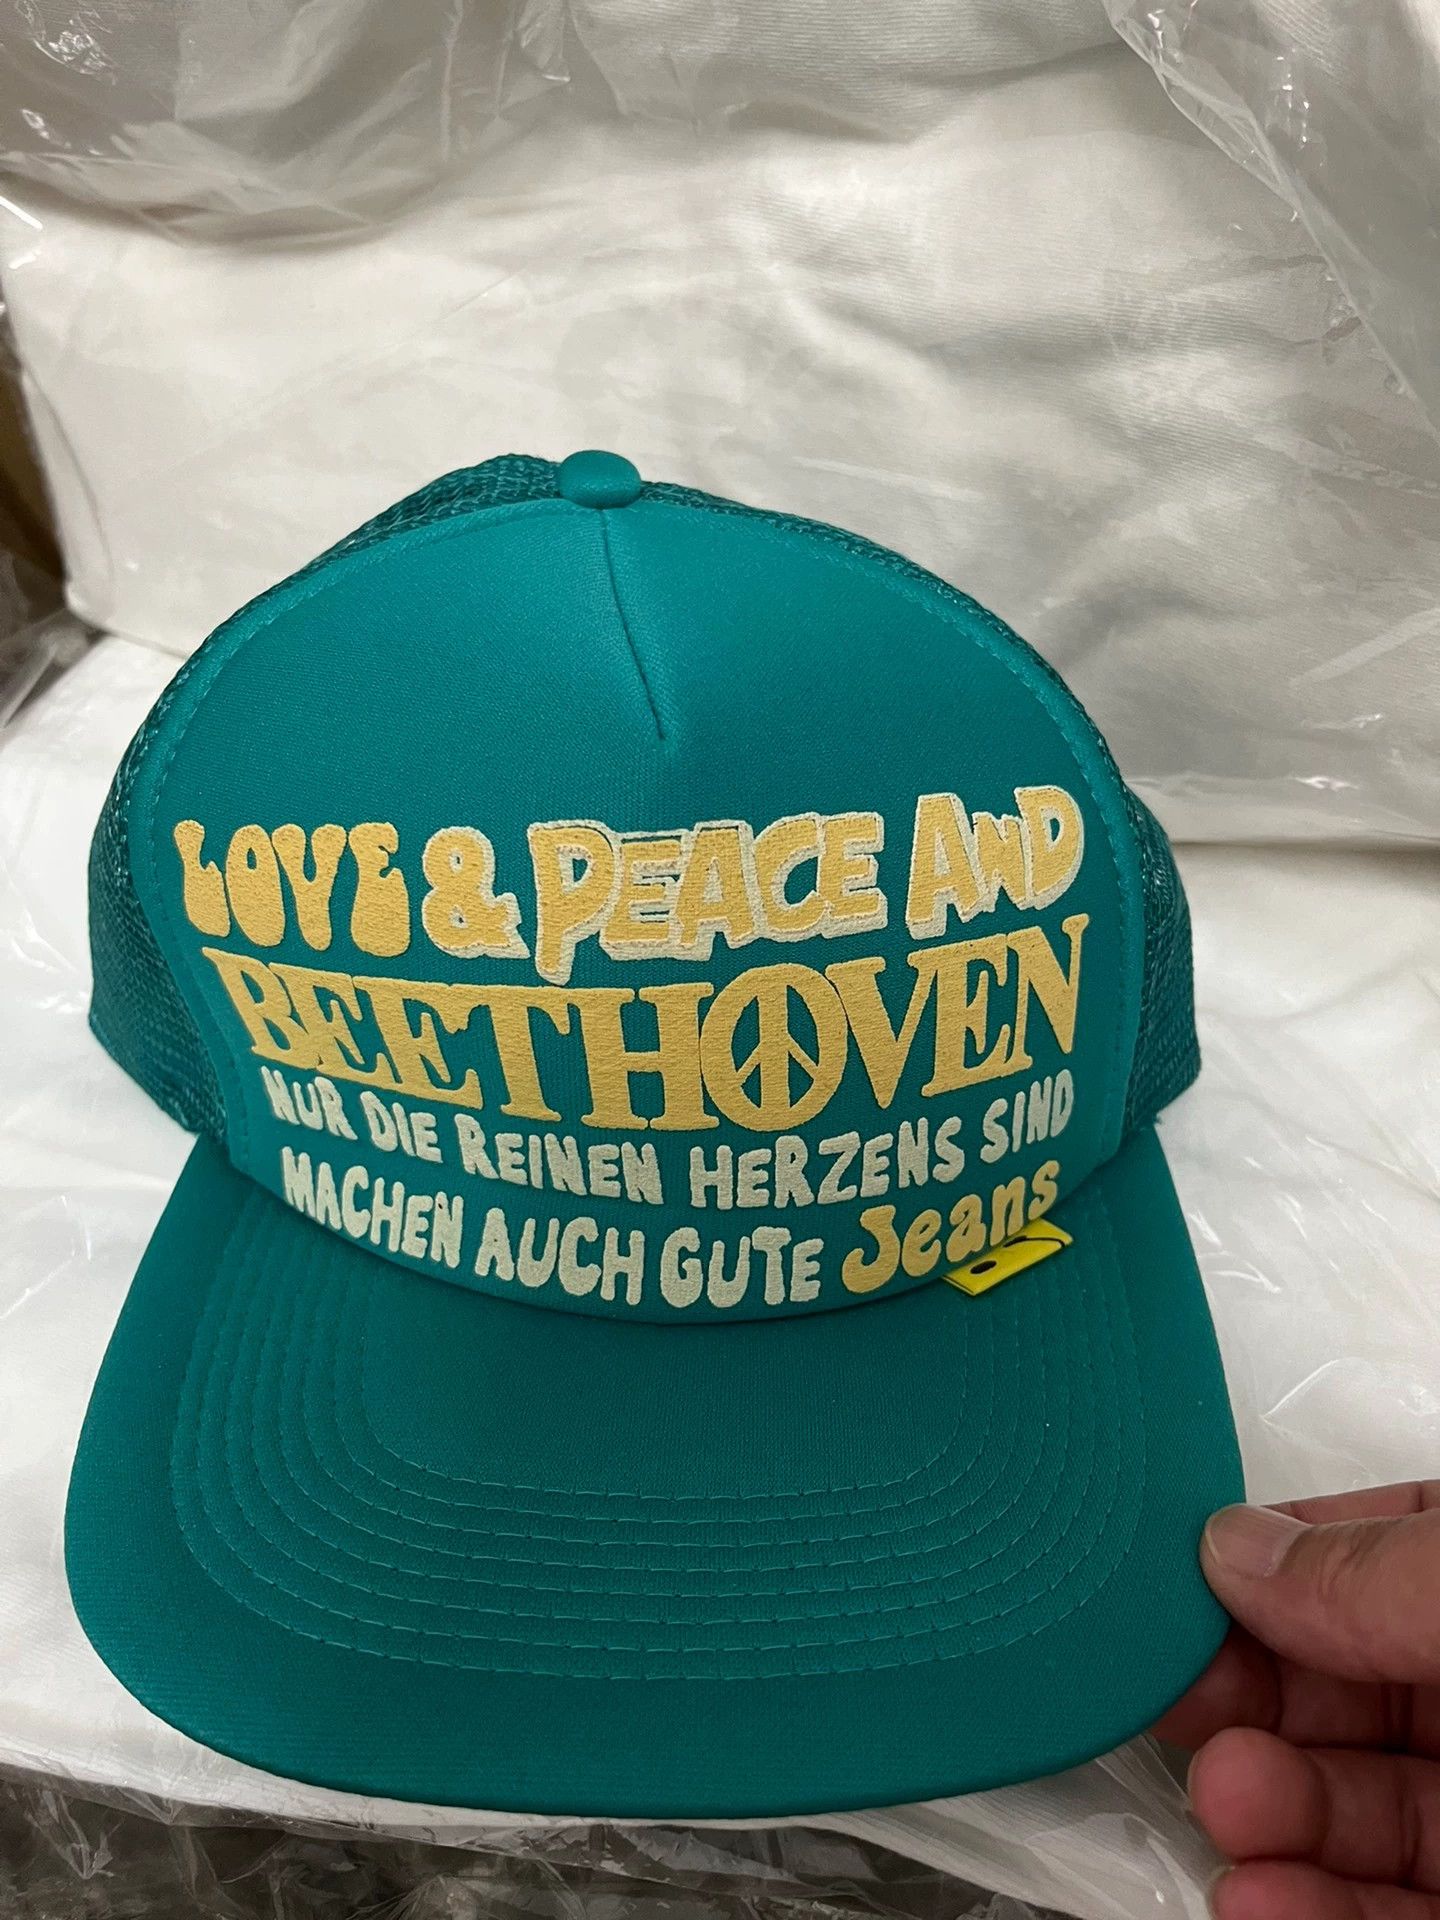 LOVE & PEACE AND
BEETHOVEN
NUR DIE REINEN HERZENS SIND
MACHEN AUCH GUTE Jeans